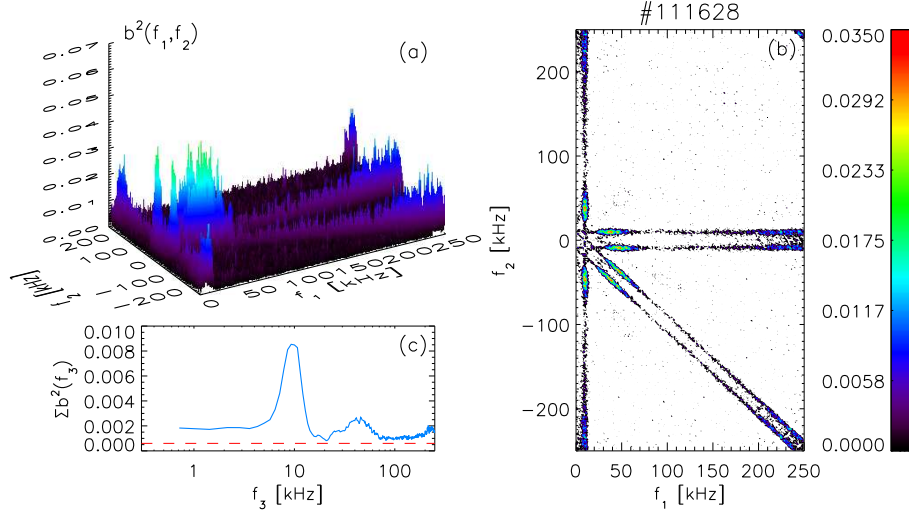 #111628
b²(f₁,f₂)
(a)
0.07
0.06
0.05
0.04
0.03
0.02
0.01
0.00
200
100
0
−100
−200
f₂ [kHz]
0 50 100 150 200 250
f₁ [kHz]
(c)
0.010
0.008
0.006
0.004
0.002
0.000
Σb²(f₃)
1 10 100
f₃ [kHz]
(b)
200
100
0
−100
−200
f₂ [kHz]
0 50 100 150 200 250
f₁ [kHz]
0.0350
0.0292
0.0233
0.0175
0.0117
0.0058
0.0000